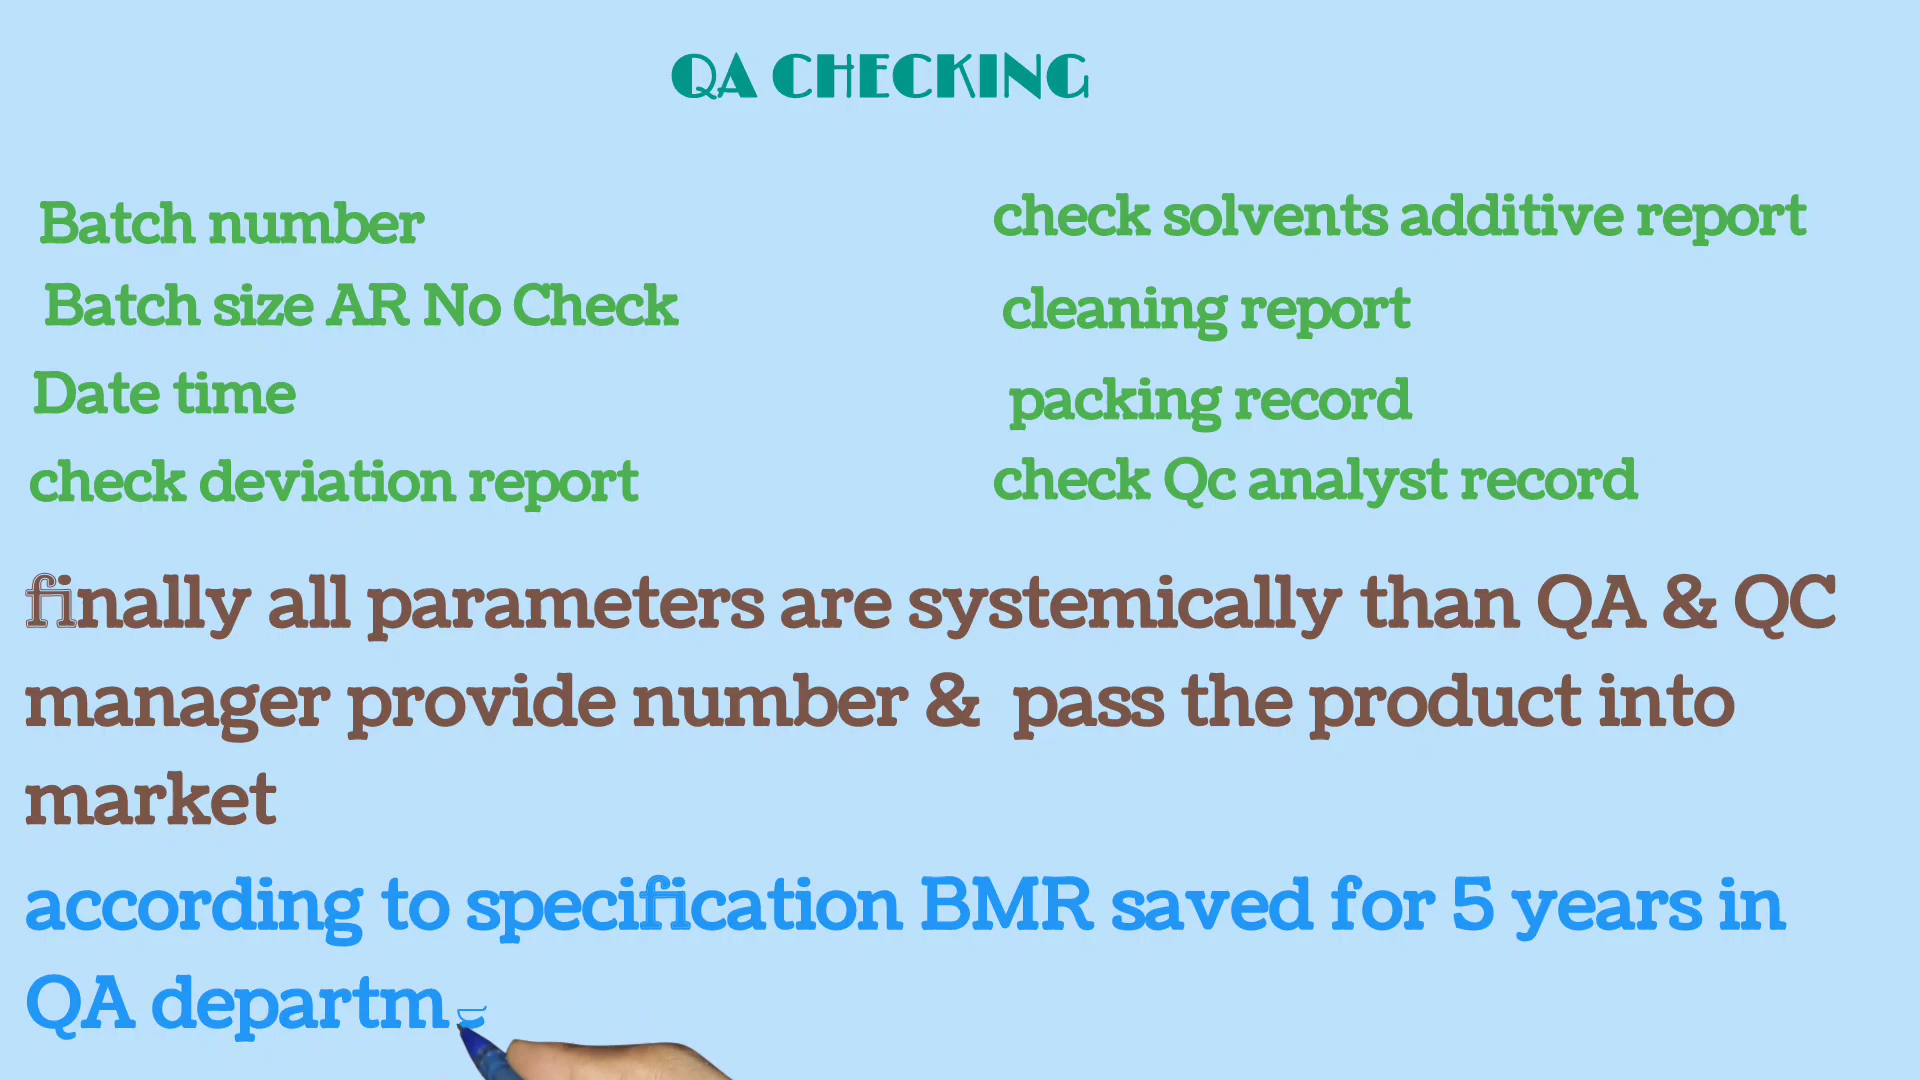 QA CHECKING
Batch number
Batch size AR No Check
Date time
check deviation report
check solvents additive report
cleaning report
packing record
check Qc analyst record
finally all parameters are systemically than QA & QC
manager provide number & pass the product into
market
according to specification BMR saved for 5 years in
QA departm